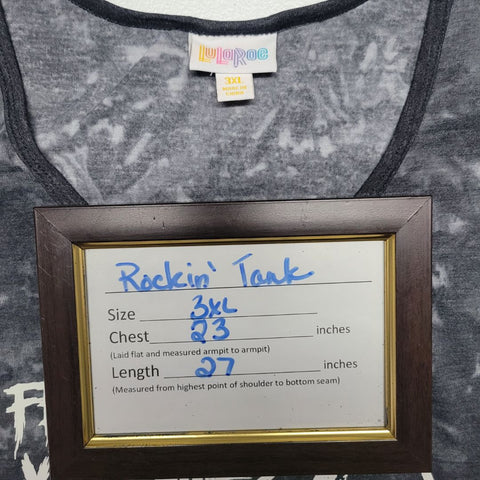 LuLaRoe
3XL
Rockin' Tank
Size 3XL
Chest 23 inches
(Laid flat and measured armpit to armpit)
Length 27 inches
(Measured from highest point of shoulder to bottom seam)